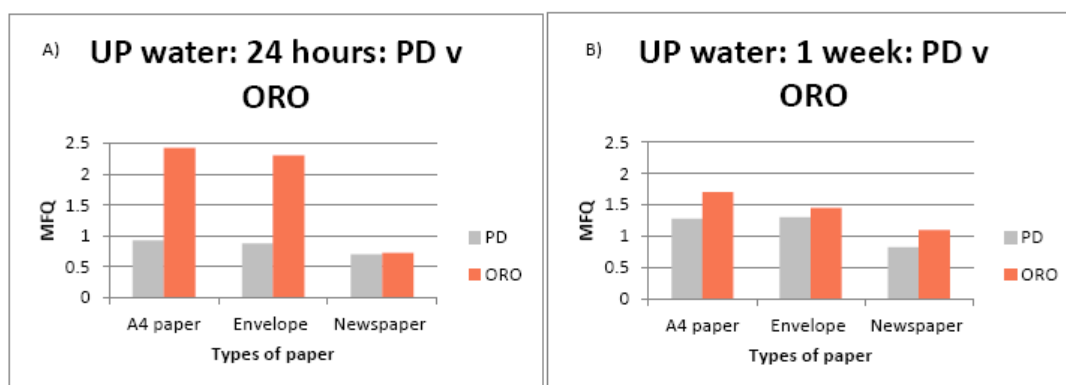 A)
UP water: 24 hours: PD v
ORO
2.5
2
1.5
1
0.5
0
MFQ
A4 paper Envelope Newspaper
Types of paper
PD
ORO
B)
UP water: 1 week: PD v
ORO
2.5
2
1.5
1
0.5
0
MFQ
A4 paper Envelope Newspaper
Types of paper
PD
ORO